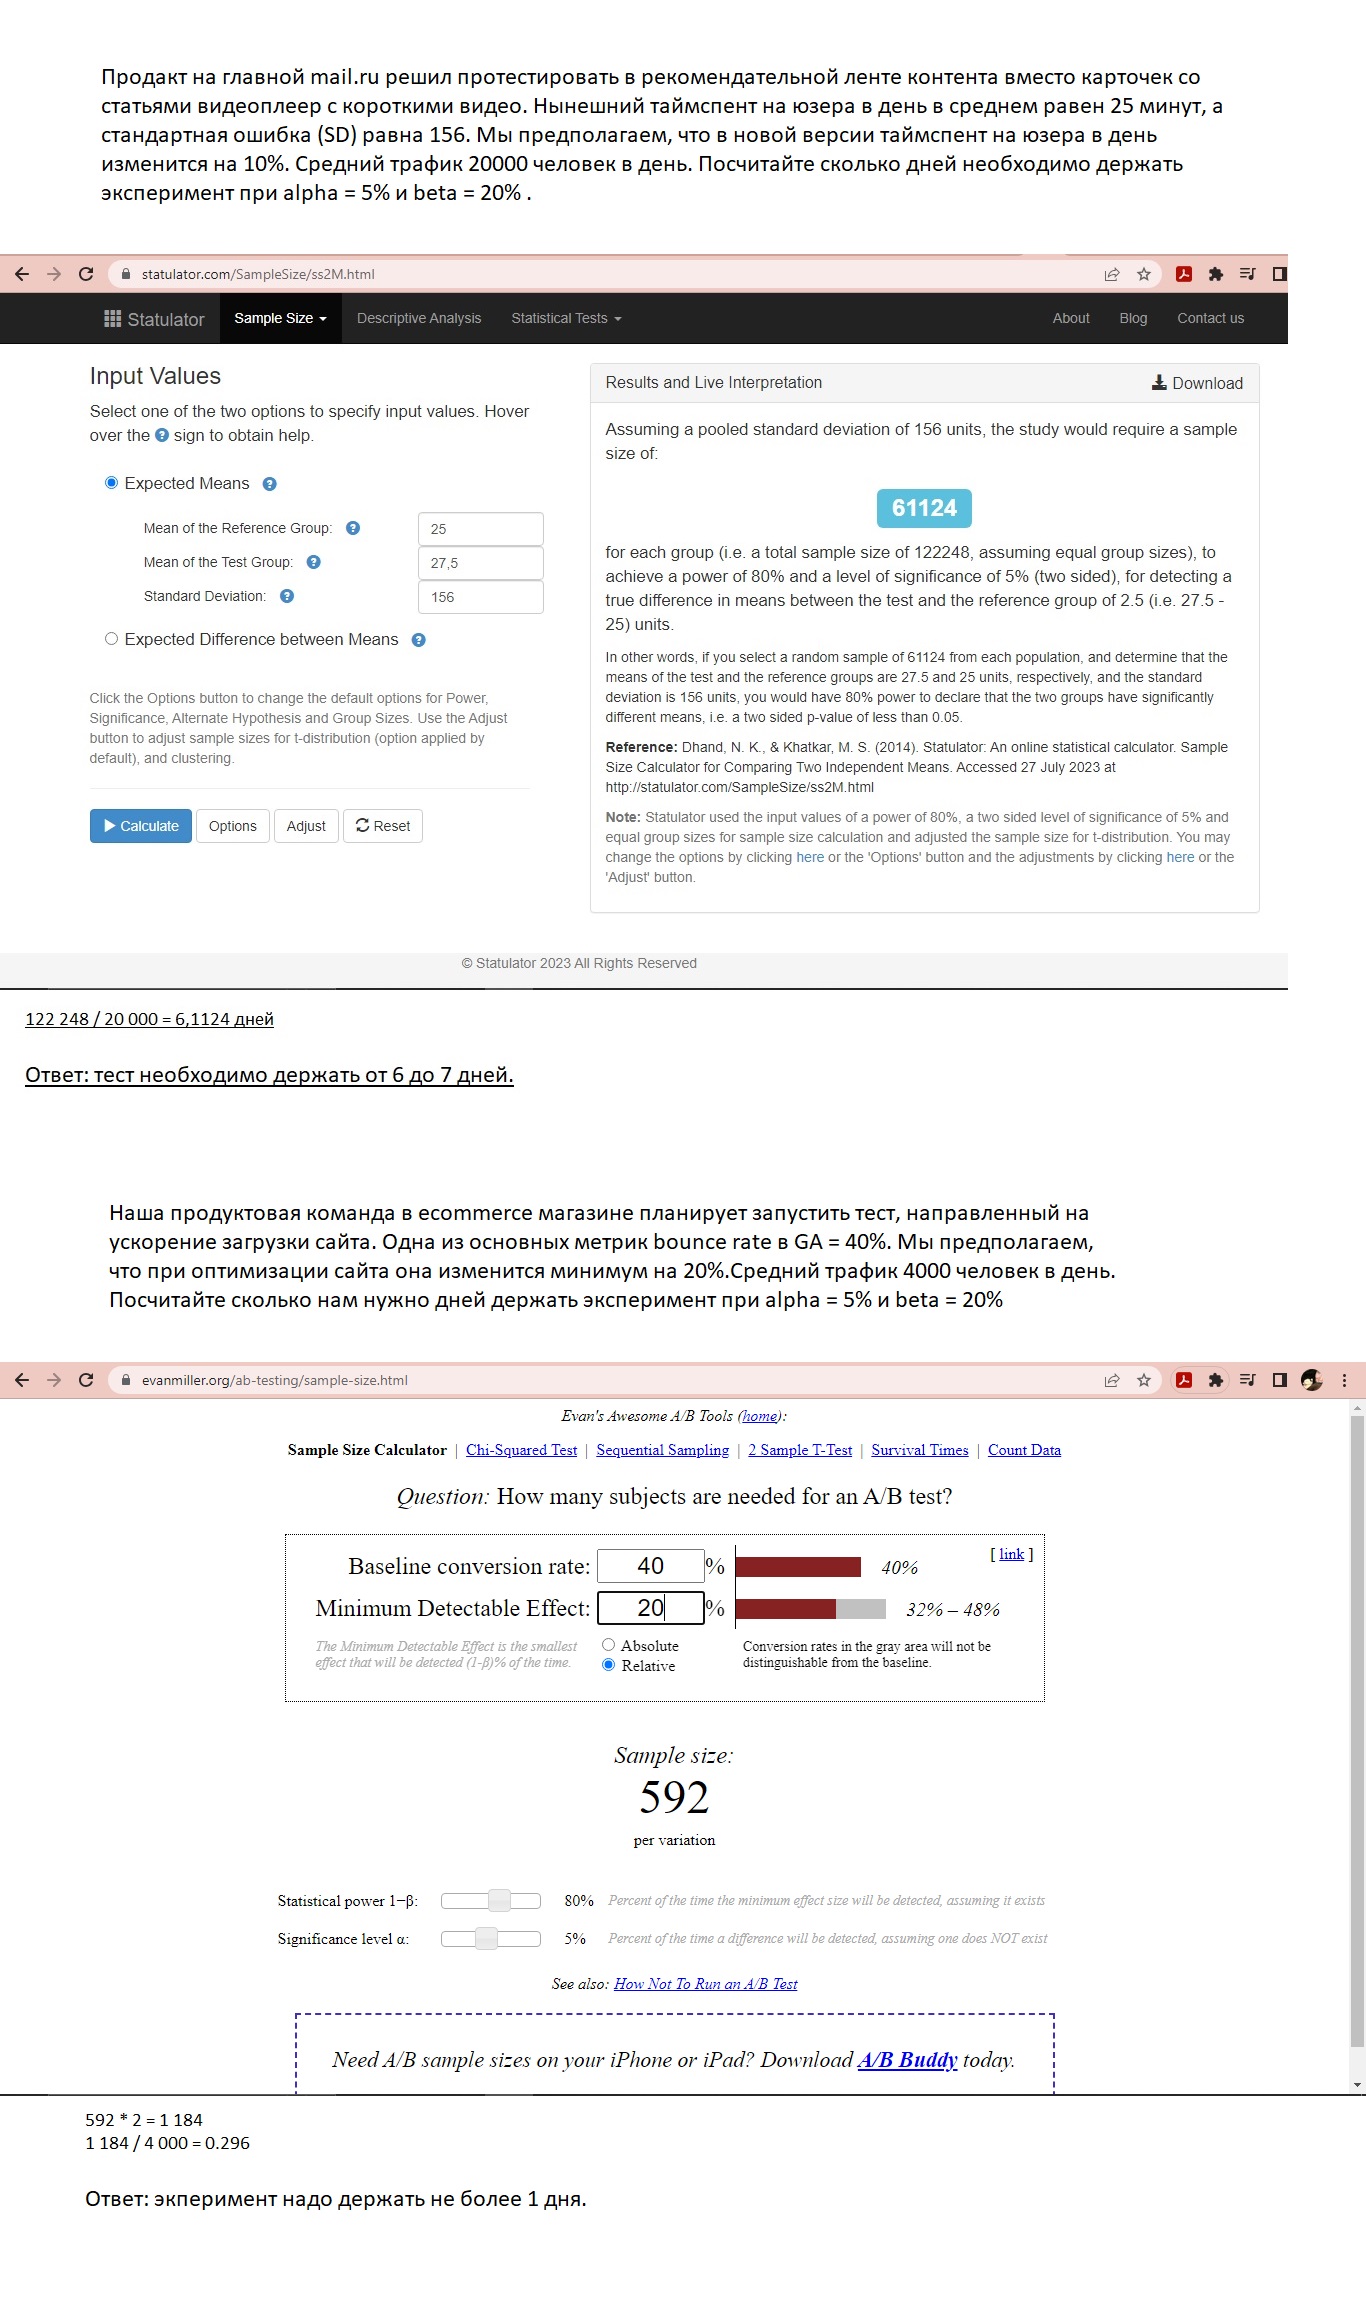 Продакт на главной mail.ru решил протестировать в рекомендательной ленте контента вместо карточек со
статьями видеоплеер с короткими видео. Нынешний таймспент на юзера в день в среднем равен 25 минут, а
стандартная ошибка (SD) равна 156. Мы предполагаем, что в новой версии таймспент на юзера в день
изменится на 10%. Средний трафик 20000 человек в день. Посчитайте сколько дней необходимо держать
эксперимент при alpha = 5% и beta = 20% .
statulator.com/SampleSize/ss2M.html
Statulator Sample Size Descriptive Analysis Statistical Tests About Blog Contact us
Input Values
Select one of the two options to specify input values. Hover
over the ? sign to obtain help.
Expected Means ?
Mean of the Reference Group: ? 25
Mean of the Test Group: ? 27,5
Standard Deviation: ? 156
Expected Difference between Means ?
Click the Options button to change the default options for Power,
Significance, Alternate Hypothesis and Group Sizes. Use the Adjust
button to adjust sample sizes for t-distribution (option applied by
default), and clustering.
Calculate Options Adjust Reset
Results and Live Interpretation Download
Assuming a pooled standard deviation of 156 units, the study would require a sample
size of:
61124
for each group (i.e. a total sample size of 122248, assuming equal group sizes), to
achieve a power of 80% and a level of significance of 5% (two sided), for detecting a
true difference in means between the test and the reference group of 2.5 (i.e. 27.5 -
25) units.
In other words, if you select a random sample of 61124 from each population, and determine that the
means of the test and the reference groups are 27.5 and 25 units, respectively, and the standard
deviation is 156 units, you would have 80% power to declare that the two groups have significantly
different means, i.e. a two sided p-value of less than 0.05.
Reference: Dhand, N. K., & Khatkar, M. S. (2014). Statulator: An online statistical calculator. Sample
Size Calculator for Comparing Two Independent Means. Accessed 27 July 2023 at
http://statulator.com/SampleSize/ss2M.html
Note: Statulator used the input values of a power of 80%, a two sided level of significance of 5% and
equal group sizes for sample size calculation and adjusted the sample size for t-distribution. You may
change the options by clicking here or the 'Options' button and the adjustments by clicking here or the
'Adjust' button.
© Statulator 2023 All Rights Reserved
122 248 / 20 000 = 6,1124 дней
Ответ: тест необходимо держать от 6 до 7 дней.
Наша продуктовая команда в ecommerce магазине планирует запустить тест, направленный на
ускорение загрузки сайта. Одна из основных метрик bounce rate в GA = 40%. Мы предполагаем,
что при оптимизации сайта она изменится минимум на 20%.Средний трафик 4000 человек в день.
Посчитайте сколько нам нужно дней держать эксперимент при alpha = 5% и beta = 20%
evanmiller.org/ab-testing/sample-size.html
Evan's Awesome A/B Tools (home):
Sample Size Calculator | Chi-Squared Test | Sequential Sampling | 2 Sample T-Test | Survival Times | Count Data
Question: How many subjects are needed for an A/B test?
[ link ]
Baseline conversion rate: 40 % 40%
Minimum Detectable Effect: 20 % 32% – 48%
The Minimum Detectable Effect is the smallest
effect that will be detected (1-β)% of the time.
Absolute
Relative
Conversion rates in the gray area will not be
distinguishable from the baseline.
Sample size:
592
per variation
Statistical power 1−β: 80% Percent of the time the minimum effect size will be detected, assuming it exists
Significance level α: 5% Percent of the time a difference will be detected, assuming one does NOT exist
See also: How Not To Run an A/B Test
Need A/B sample sizes on your iPhone or iPad? Download A/B Buddy today.
592 * 2 = 1 184
1 184 / 4 000 = 0.296
Ответ: экперимент надо держать не более 1 дня.